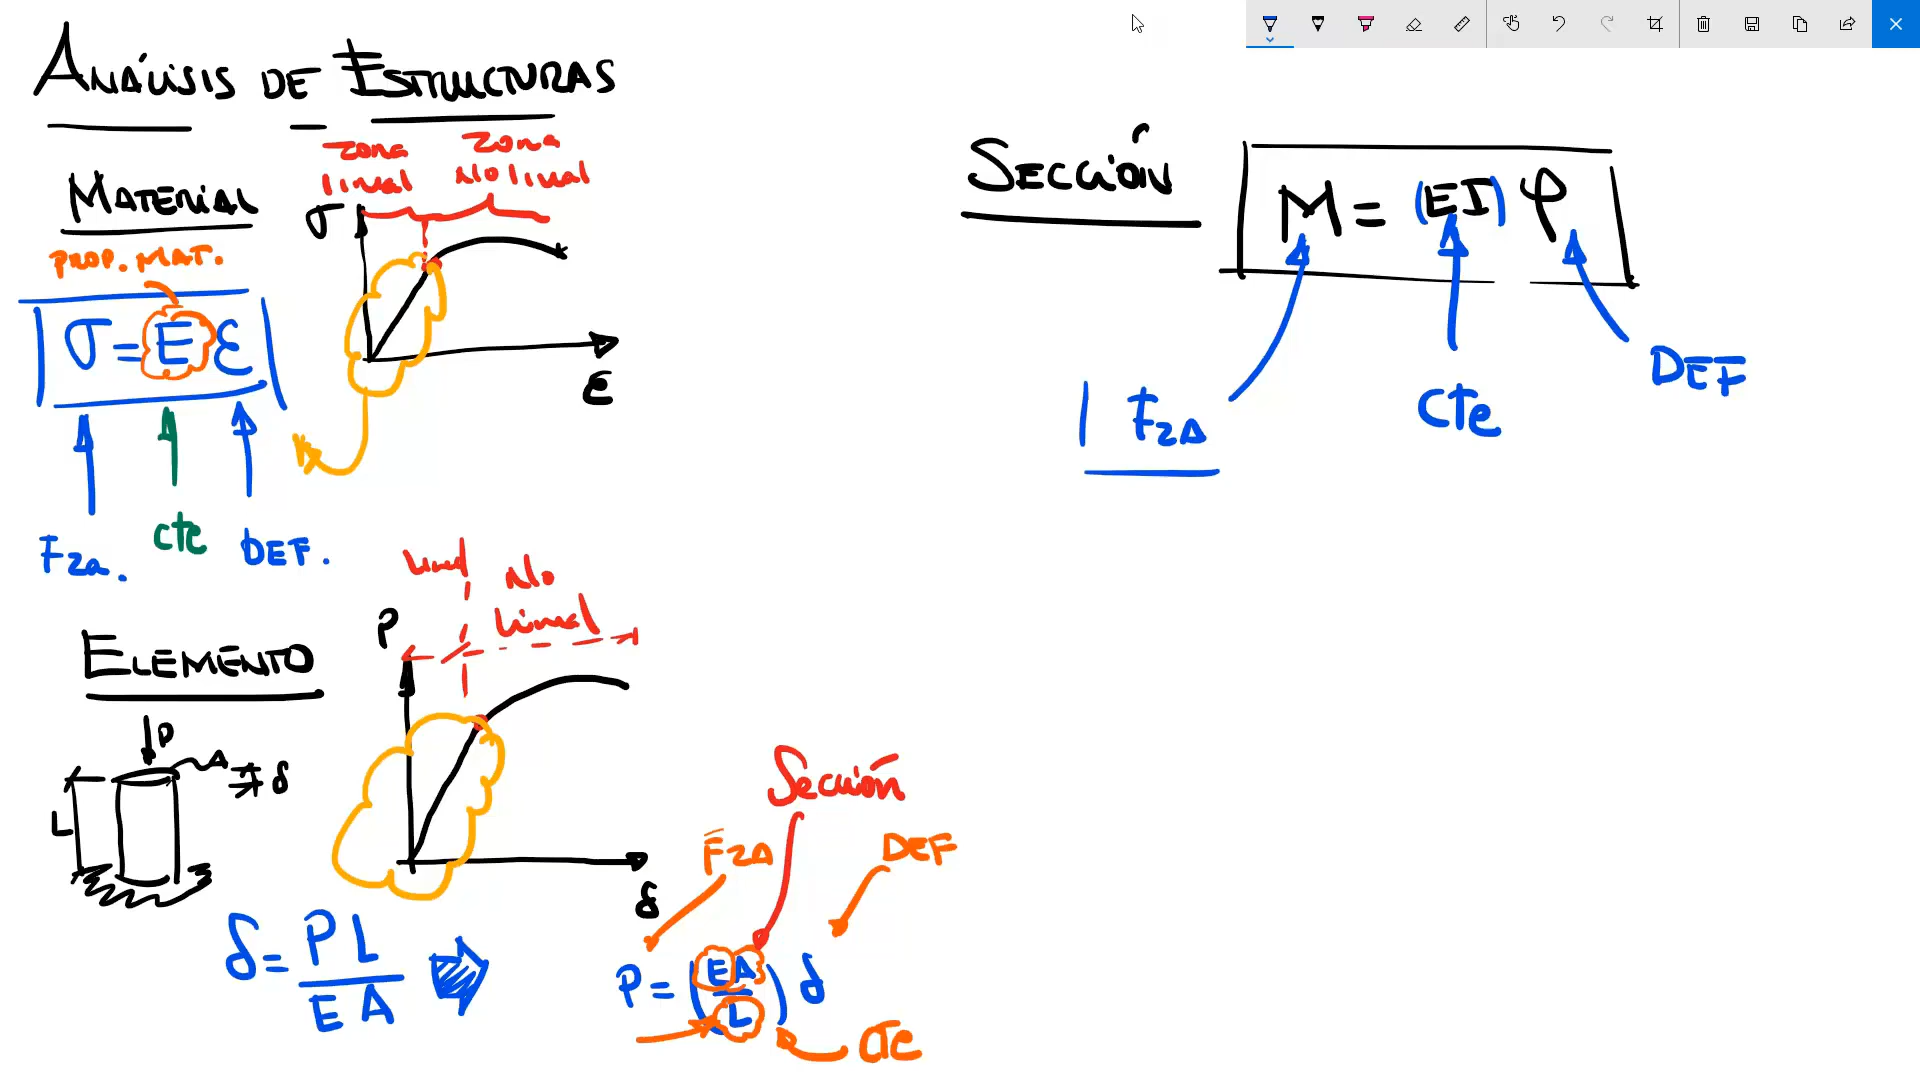 ANÁLISIS DE ESTRUCTURAS
MATERIAL
PROP. MAT.
σ = E ε
Fza.
cte
DEF.
zona lineal
zona No lineal
σ
ε
ELEMENTO
P
L
A
δ
lineal
No lineal
P
δ
δ = PL / EA
P = (EA / L) δ
FZA
Sección
DEF
CTe
SECCIÓN
M = (EI) φ
FZA
CTe
DEF